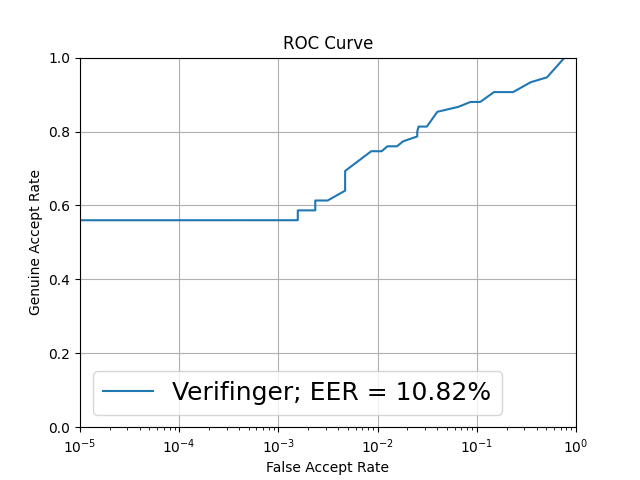 ROC Curve
1.0
0.8
0.6
0.4
0.2
0.0
Genuine Accept Rate
Verifinger; EER = 10.82%
10⁻⁵ 10⁻⁴ 10⁻³ 10⁻² 10⁻¹ 10⁰
False Accept Rate